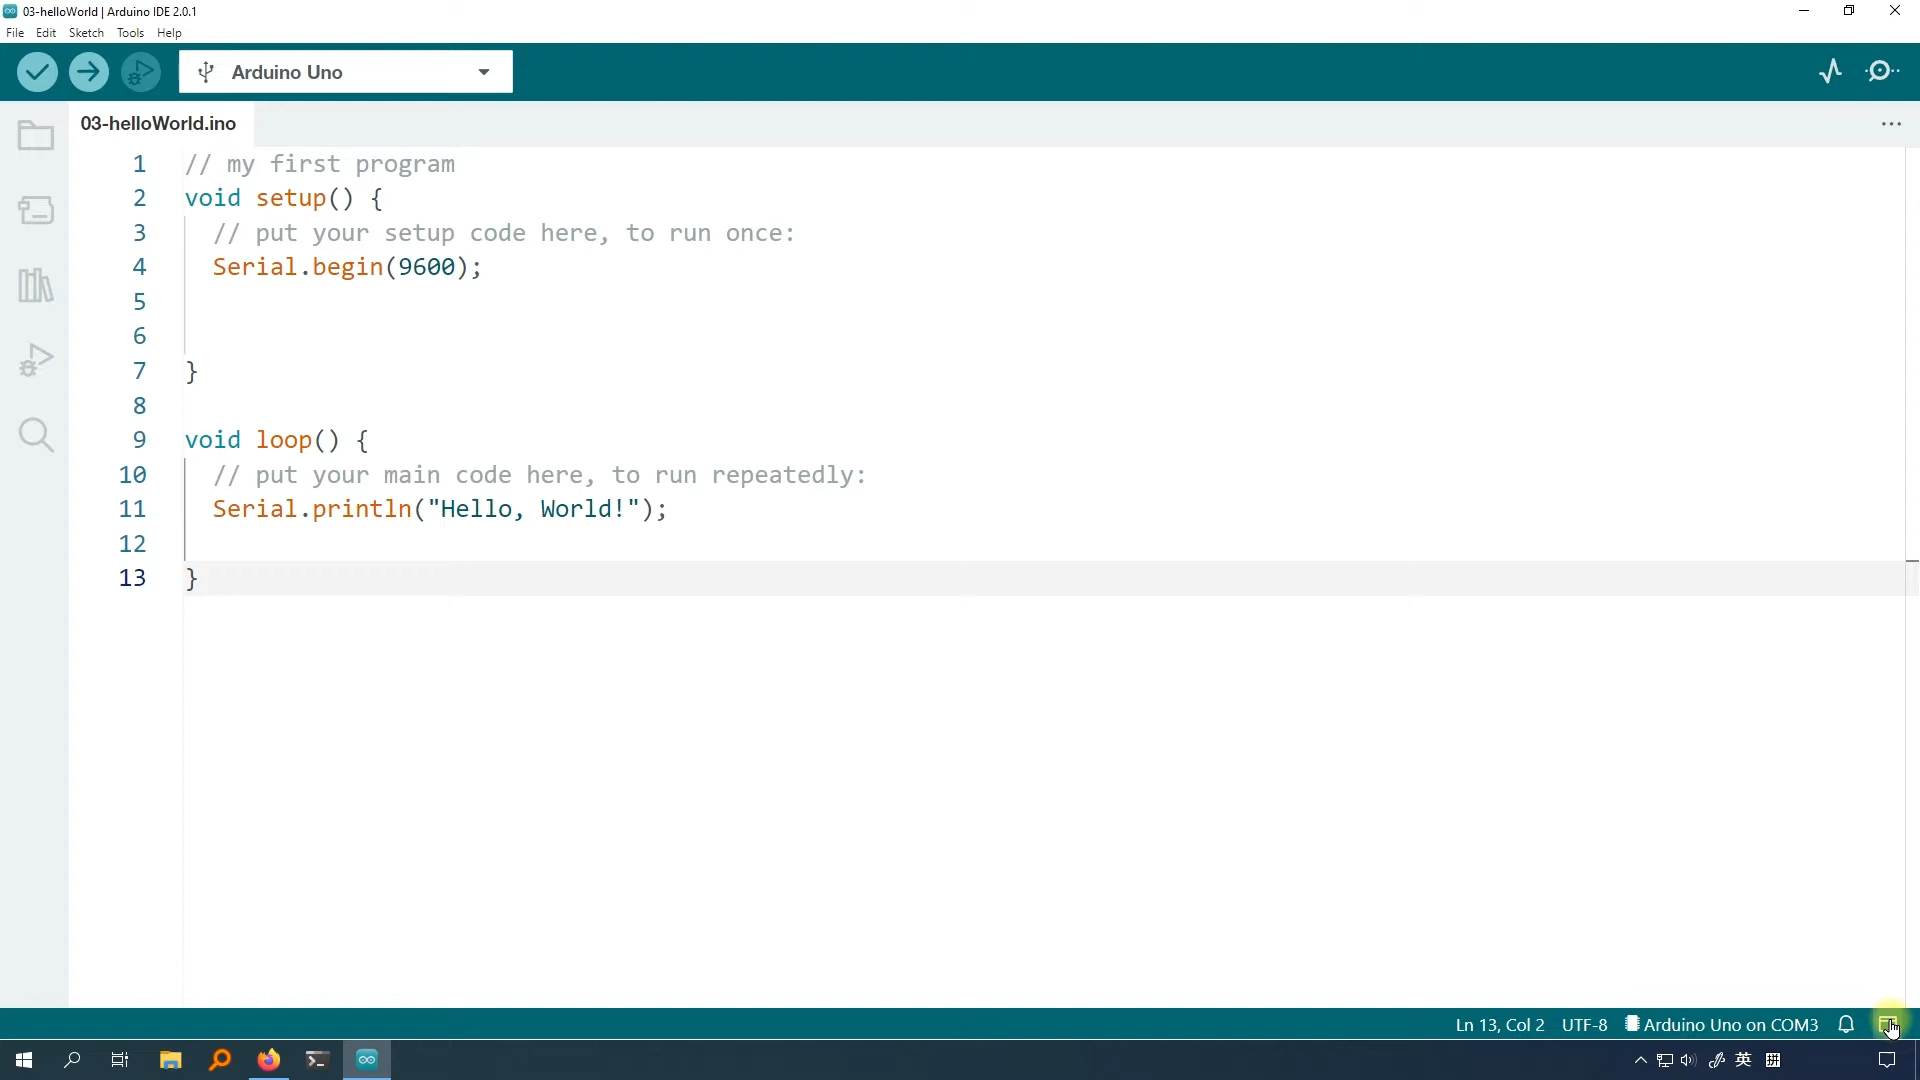 03-helloWorld | Arduino IDE 2.0.1
File Edit Sketch Tools Help
Arduino Uno
03-helloWorld.ino
1 // my first program
2 void setup() {
3 // put your setup code here, to run once:
4 Serial.begin(9600);
5
6
7 }
8
9 void loop() {
10 // put your main code here, to run repeatedly:
11 Serial.println("Hello, World!");
12
13 }
Ln 13, Col 2 UTF-8 Arduino Uno on COM3
英